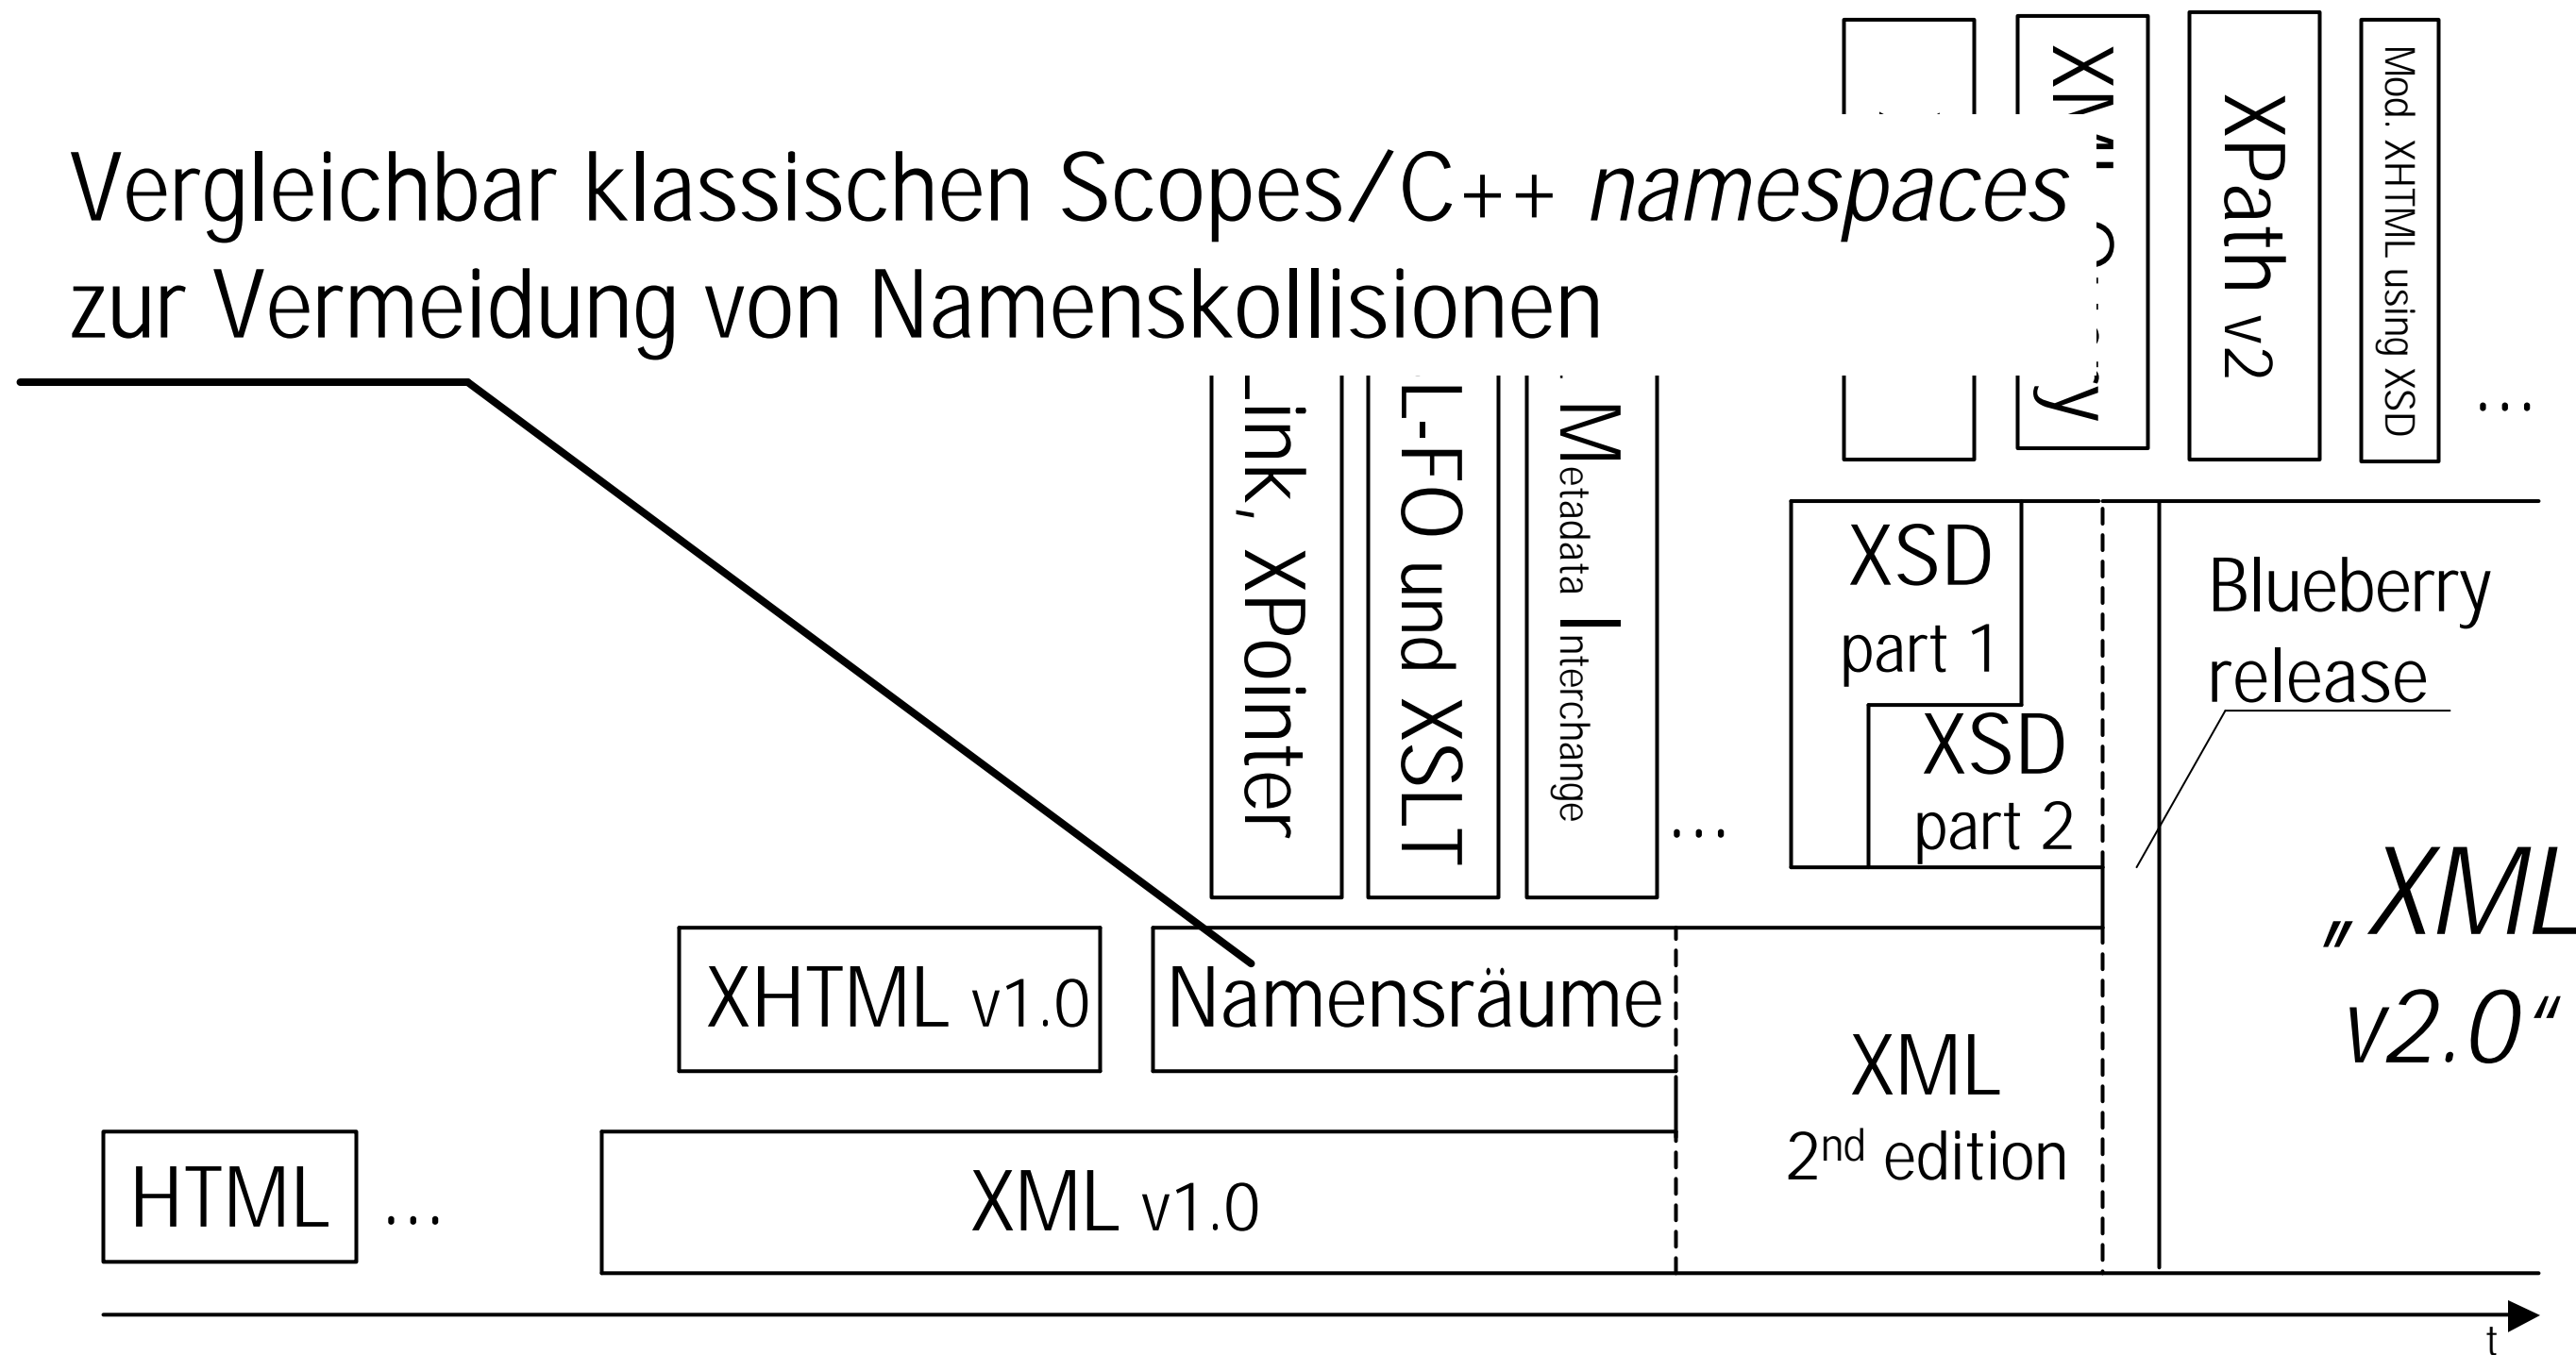 Vergleichbar klassischen Scopes/C++ namespaces
zur Vermeidung von Namenskollisionen
XPath v2
Mod. XHTML using XSD
...
Link, XPointer
L-FO und XSLT
Metadata Interchange
...
XSD
part 1
XSD
part 2
Blueberry
release
„XML
v2.0“
XHTML v1.0
Namensräume
XML
2nd edition
HTML
...
XML v1.0
t